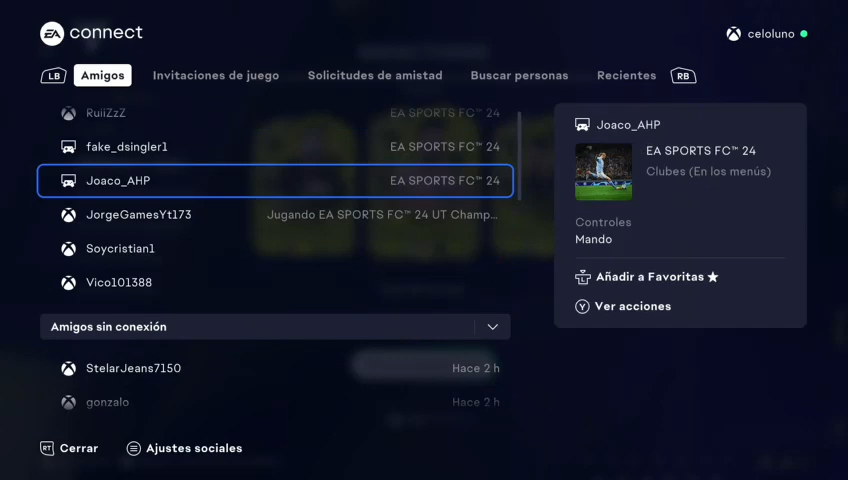 EA connect
celoluno
LB Amigos Invitaciones de juego Solicitudes de amistad Buscar personas Recientes RB
RuiiZzZ EA SPORTS FC™ 24
fake_dsingler1 EA SPORTS FC™ 24
Joaco_AHP EA SPORTS FC™ 24
JorgeGamesYt173 Jugando EA SPORTS FC™ 24 UT Champ...
Soycristian1
Vico101388
Amigos sin conexión
StelarJeans7150 Hace 2 h
gonzalo Hace 2 h
Joaco_AHP
EA SPORTS FC™ 24
Clubes (En los menús)
Controles
Mando
L Añadir a Favoritas ★
Y Ver acciones
RT Cerrar Ajustes sociales